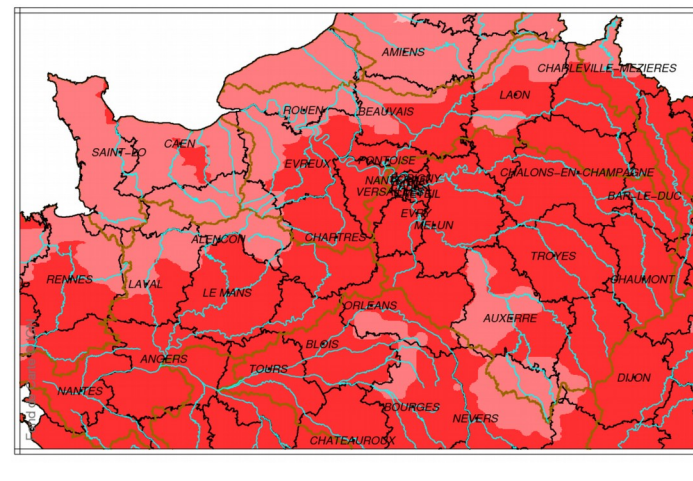 AMIENS
CHARLEVILLE-MEZIERES
LAON
ROUEN
BEAUVAIS
CAEN
SAINT-LO
EVREUX
PONTOISE
CHALONS-EN-CHAMPAGNE
BAR-LE-DUC
EVRY
MELUN
ALENCON
CHARTRES
TROYES
RENNES
LAVAL
LE MANS
CHAUMONT
ORLEANS
AUXERRE
BLOIS
ANGERS
TOURS
DIJON
NANTES
BOURGES
NEVERS
CHATEAUROUX